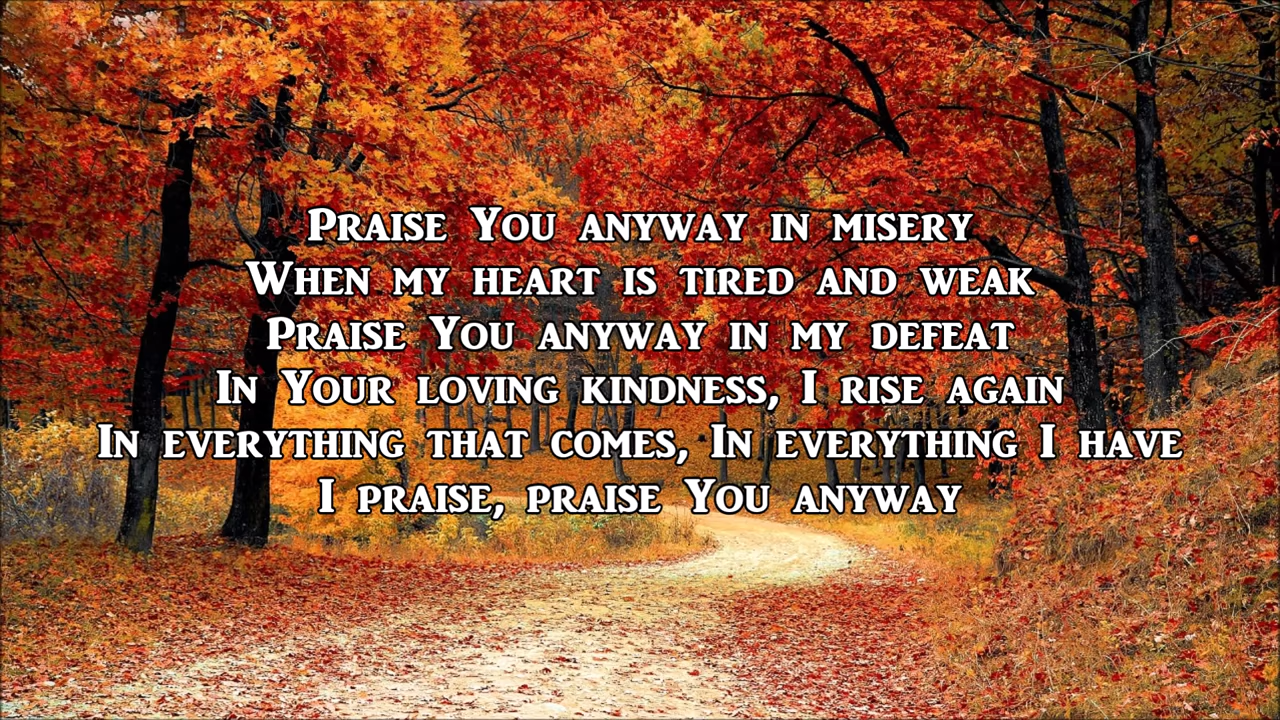 Praise You anyway in misery
When my heart is tired and weak
Praise You anyway in my defeat
In Your loving kindness, I rise again
In everything that comes, In everything I have
I praise, praise You anyway